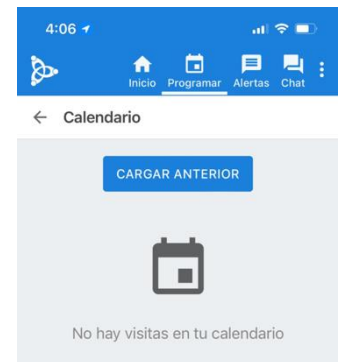 4:06
Inicio Programar Alertas Chat
Calendario
CARGAR ANTERIOR
No hay visitas en tu calendario